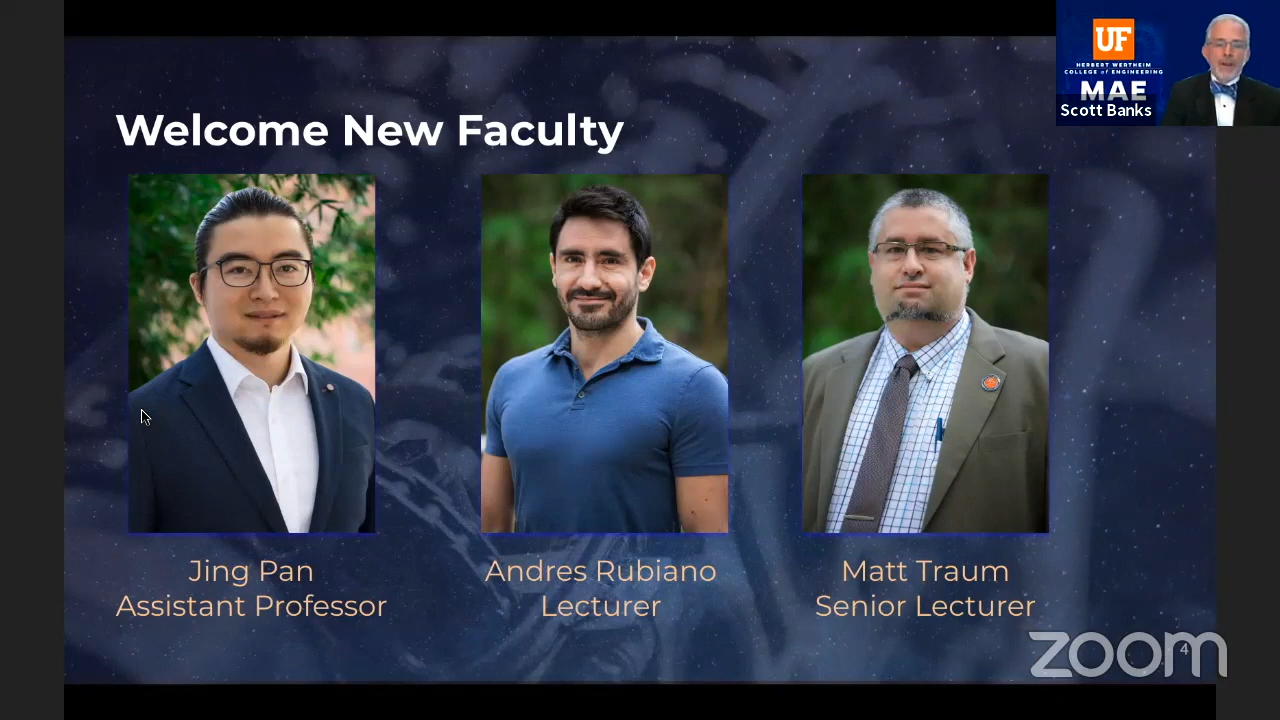 UF
HERBERT WERTHEIM
COLLEGE of ENGINEERING
MAE
Scott Banks
Welcome New Faculty
Jing Pan
Assistant Professor
Andres Rubiano
Lecturer
Matt Traum
Senior Lecturer
zoom
4